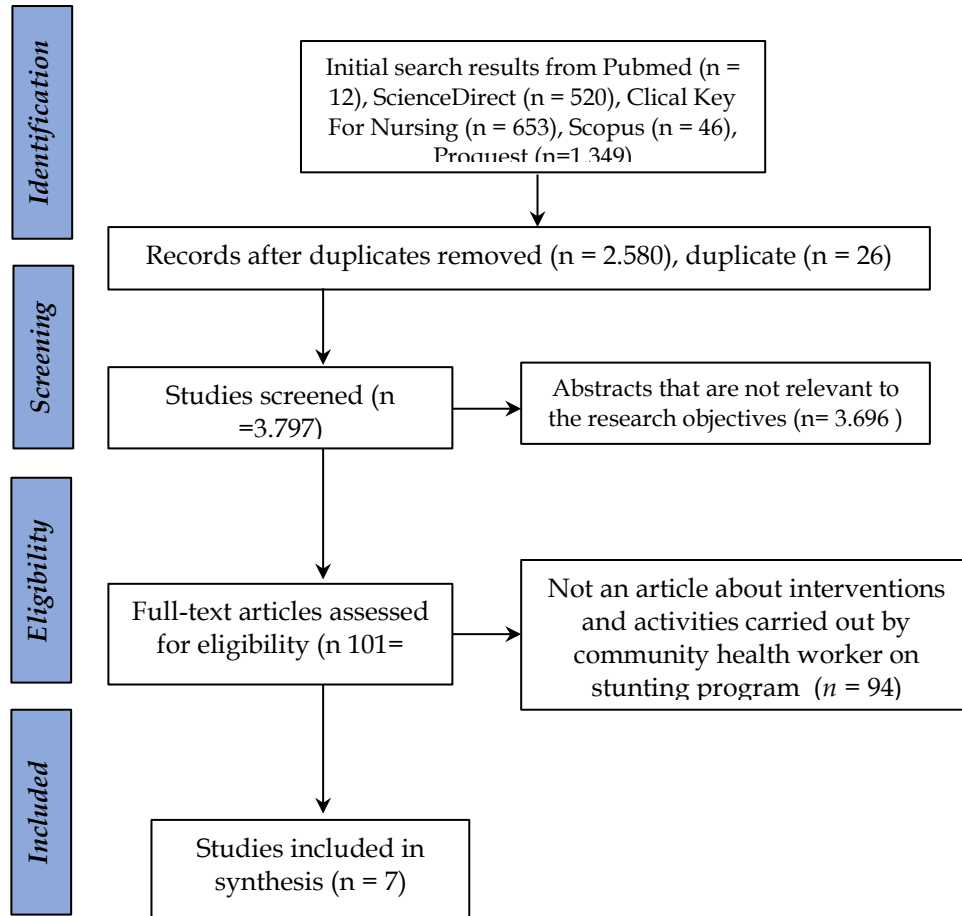 Identification
Initial search results from Pubmed (n =
12), ScienceDirect (n = 520), Clical Key
For Nursing (n = 653), Scopus (n = 46),
Proquest (n=1.349)
Records after duplicates removed (n = 2.580), duplicate (n = 26)
Screening
Studies screened (n
=3.797)
Abstracts that are not relevant to
the research objectives (n= 3.696 )
Eligibility
Full-text articles assessed
for eligibility (n 101=
Not an article about interventions
and activities carried out by
community health worker on
stunting program (n = 94)
Included
Studies included in
synthesis (n = 7)